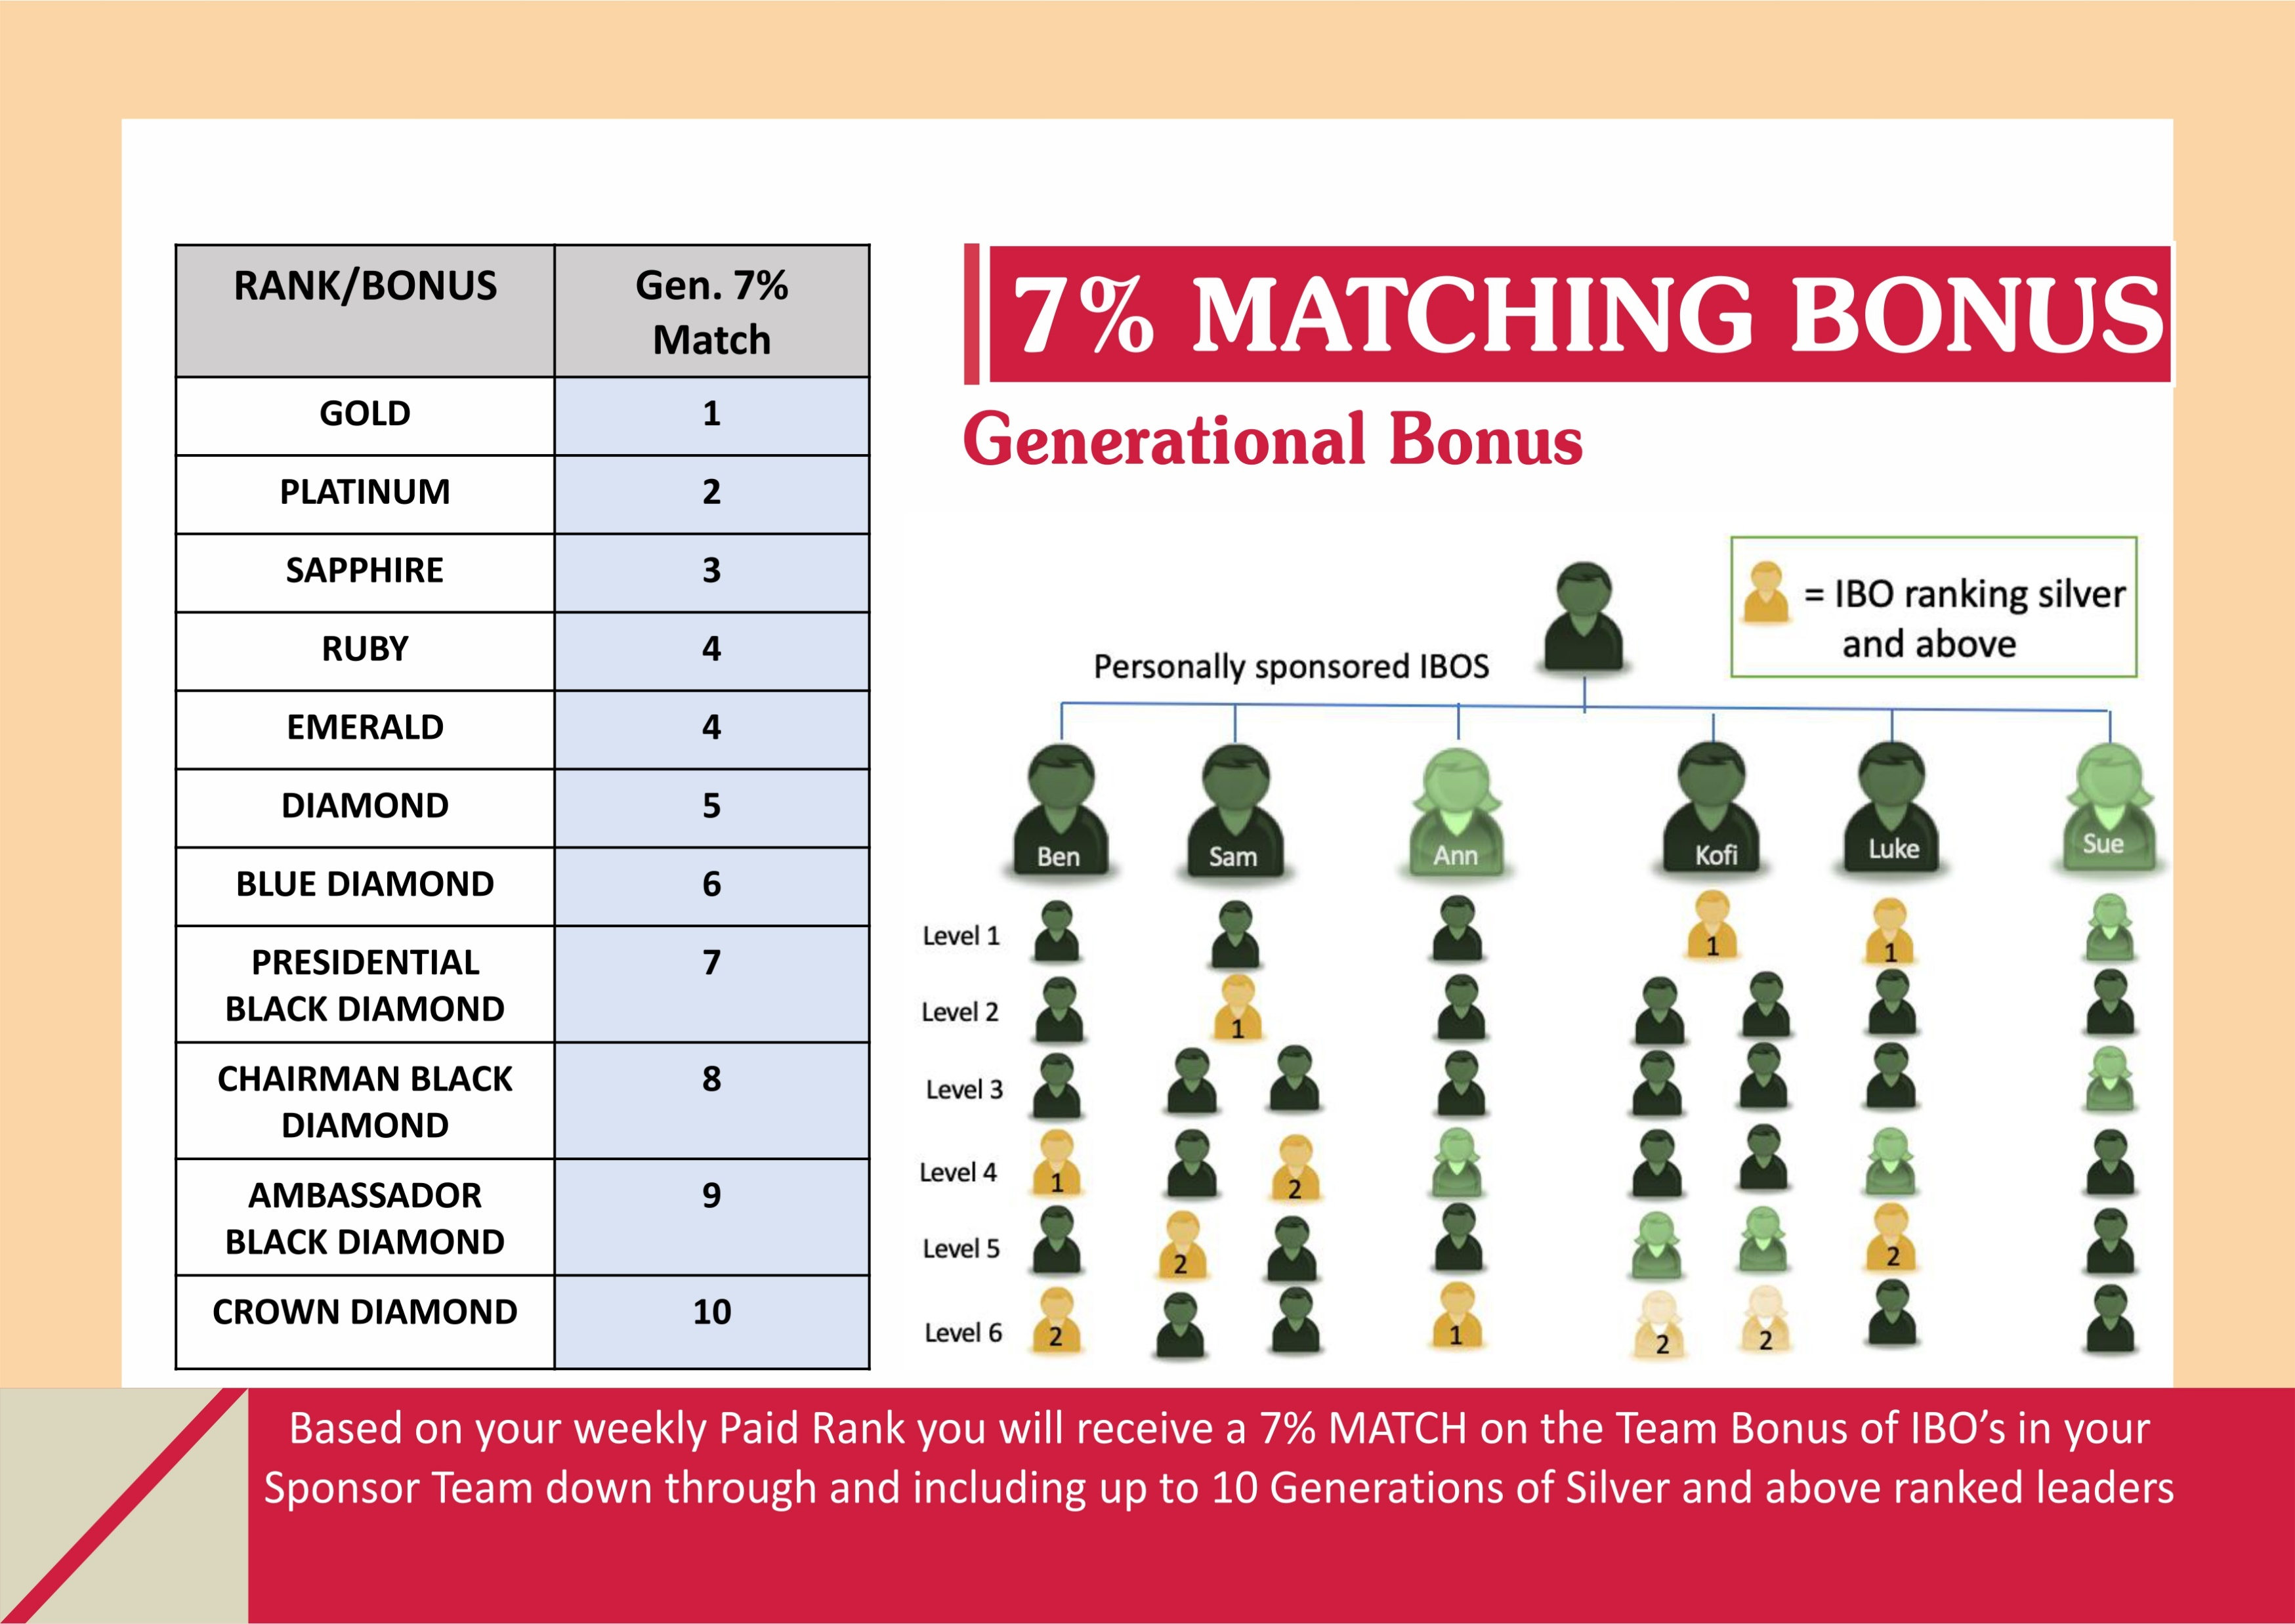 RANK/BONUS Gen. 7%
Match
GOLD 1
PLATINUM 2
SAPPHIRE 3
RUBY 4
EMERALD 4
DIAMOND 5
BLUE DIAMOND 6
PRESIDENTIAL 7
BLACK DIAMOND
CHAIRMAN BLACK 8
DIAMOND
AMBASSADOR 9
BLACK DIAMOND
CROWN DIAMOND 10
7% MATCHING BONUS
Generational Bonus
= IBO ranking silver
and above
Personally sponsored IBOS
Ben Sam Ann Kofi Luke Sue
Level 1 1 1
Level 2 1
Level 3
Level 4 1 2
Level 5 2 2
Level 6 2 1 2 2
Based on your weekly Paid Rank you will receive a 7% MATCH on the Team Bonus of IBO’s in your
Sponsor Team down through and including up to 10 Generations of Silver and above ranked leaders